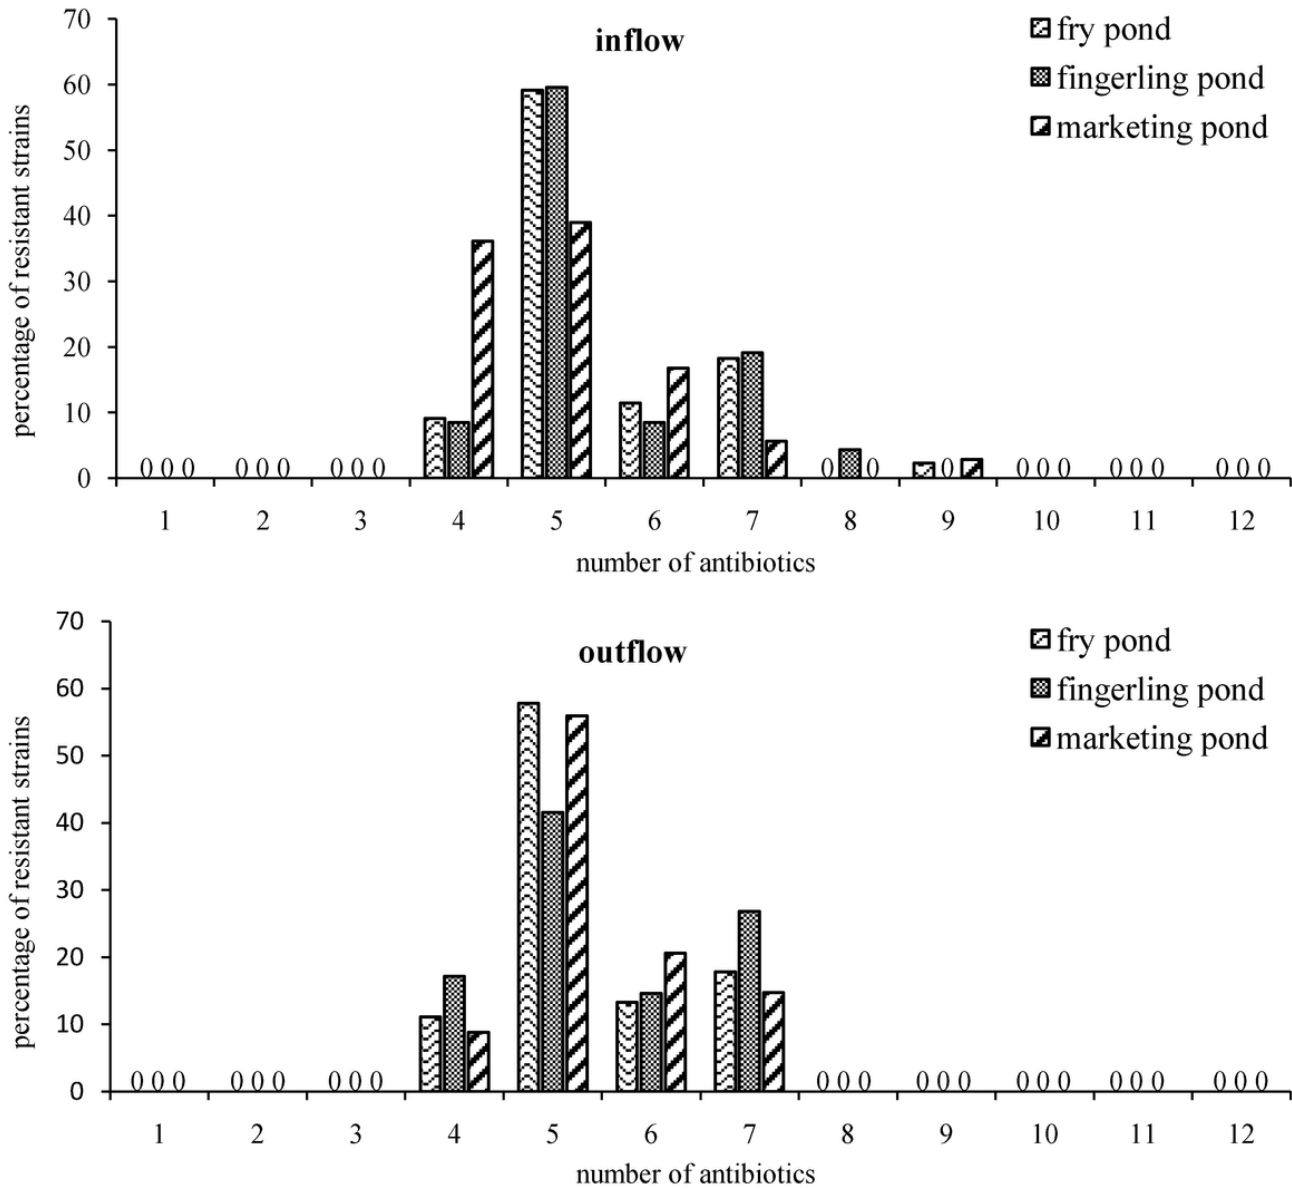 inflow
fry pond
fingerling pond
marketing pond
percentage of resistant strains
70
60
50
40
30
20
10
0
0 0 0 0 0 0 0 0 0 0 0 0 0 0 0 0 0 0 0 0 0
1 2 3 4 5 6 7 8 9 10 11 12
number of antibiotics
outflow
fry pond
fingerling pond
marketing pond
percentage of resistant strains
70
60
50
40
30
20
10
0
0 0 0 0 0 0 0 0 0 0 0 0 0 0 0 0 0 0 0 0 0 0 0 0
1 2 3 4 5 6 7 8 9 10 11 12
number of antibiotics